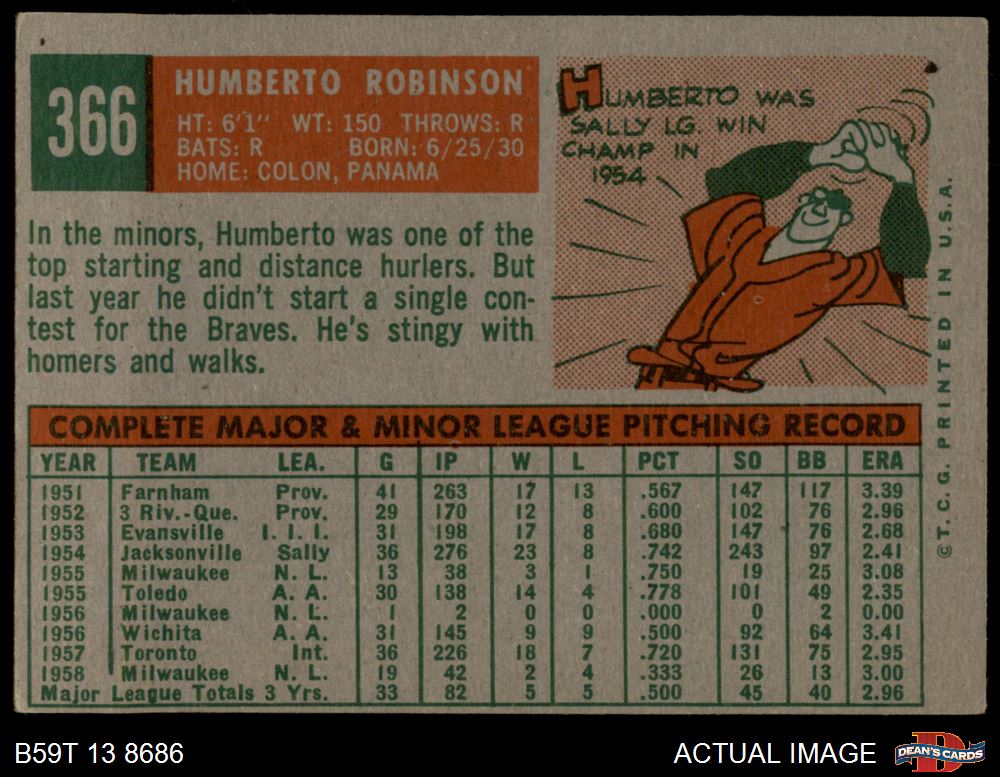 366
HUMBERTO ROBINSON
HT: 6'1" WT: 150 THROWS: R
BATS: R BORN: 6/25/30
HOME: COLON, PANAMA
HUMBERTO WAS
SALLY LG. WIN
CHAMP IN
1954
In the minors, Humberto was one of the
top starting and distance hurlers. But
last year he didn't start a single con-
test for the Braves. He's stingy with
homers and walks.
COMPLETE MAJOR & MINOR LEAGUE PITCHING RECORD
YEAR TEAM LEA. G IP W L PCT SO BB ERA
1951 Farnham Prov. 41 263 17 13 .567 147 117 3.39
1952 3 Riv.-Que. Prov. 29 170 12 8 .600 102 76 2.96
1953 Evansville I. I. I. 31 198 17 8 .680 147 76 2.68
1954 Jacksonville Sally 36 276 23 8 .742 243 97 2.41
1955 Milwaukee N. L. 13 38 3 1 .750 19 25 3.08
1955 Toledo A. A. 30 138 14 4 .778 101 49 2.35
1956 Milwaukee N. L. 1 2 0 0 .000 0 2 0.00
1956 Wichita A. A. 31 145 9 9 .500 92 64 3.41
1957 Toronto Int. 36 226 18 7 .720 131 75 2.95
1958 Milwaukee N. L. 19 42 2 4 .333 26 13 3.00
Major League Totals 3 Yrs. 33 82 5 5 .500 45 40 2.96
© T. C. G. PRINTED IN U.S.A.
B59T 13 8686
ACTUAL IMAGE
DEAN'S CARDS